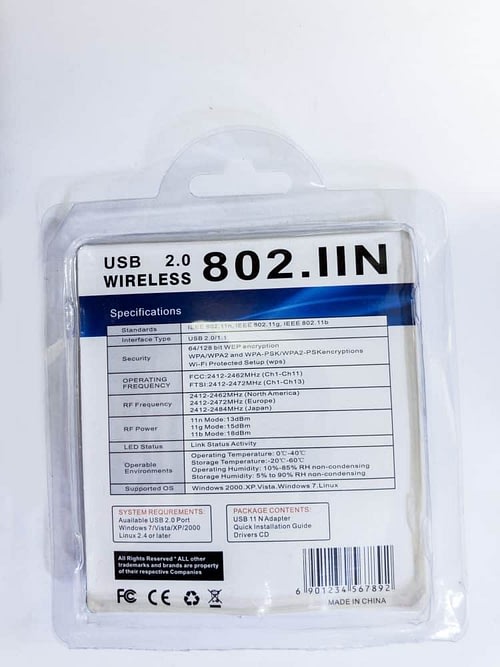 USB 2.0
WIRELESS 802.IIN
Specifications
Standards IEEE 802.11n, IEEE 802.11g, IEEE 802.11b
Interface Type USB 2.0/1.1
Security
64/128 bit WEP encryption
WPA/WPA2 and WPA-PSK/WPA2-PSKencryptions
Wi-Fi Protected Setup (wps)
OPERATING FREQUENCY
FCC:2412-2462MHz (Ch1-Ch11)
FTSI:2412-2472MHz (Ch1-Ch13)
RF Frequency
2412-2462MHz (North America)
2412-2472MHz (Europe)
2412-2484MHz (Japan)
RF Power
11n Mode:13dBm
11g Mode:15dBm
11b Mode:18dBm
LED Status Link Status Activity
Operable Environments
Operating Temperature: 0℃-40℃
Storage Temperature:-20℃-60℃
Operating Humidity: 10%-85% RH non-condensing
Storage Humidity: 5% to 90% RH non-condensing
Supported OS Windows 2000,XP,Vista,Windows 7,Linux
SYSTEM REQUREMENTS:
Auailable USB 2.0 Port
Windows 7/Vista/XP/2000
Linux 2.4 or later
PACKAGE CONTENTS:
USB 11 N Adapter
Quick Installation Guide
Drivers CD
All Rights Reserved * ALL other
trademarks and brands are property
of their respective Companies
FC CE
6 901234 567892
MADE IN CHINA